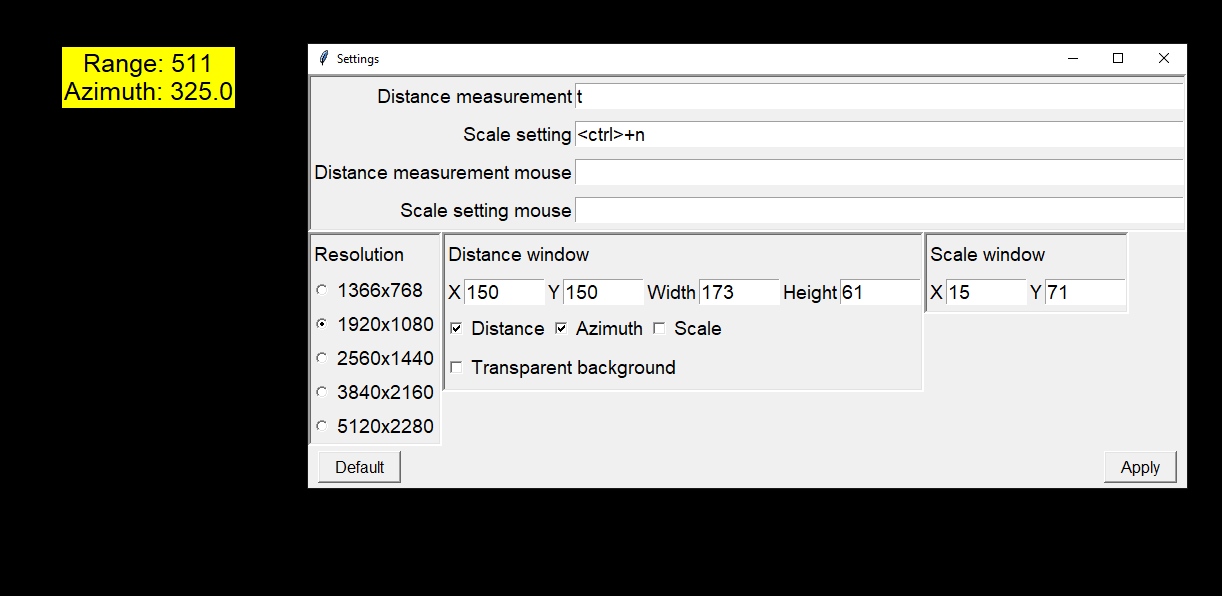 Range: 511
Azimuth: 325.0
Settings
Distance measurement t
Scale setting <ctrl>+n
Distance measurement mouse
Scale setting mouse
Resolution
1366x768
1920x1080
2560x1440
3840x2160
5120x2280
Distance window
X 150 Y 150 Width 173 Height 61
Distance Azimuth Scale
Transparent background
Scale window
X 15 Y 71
Default
Apply